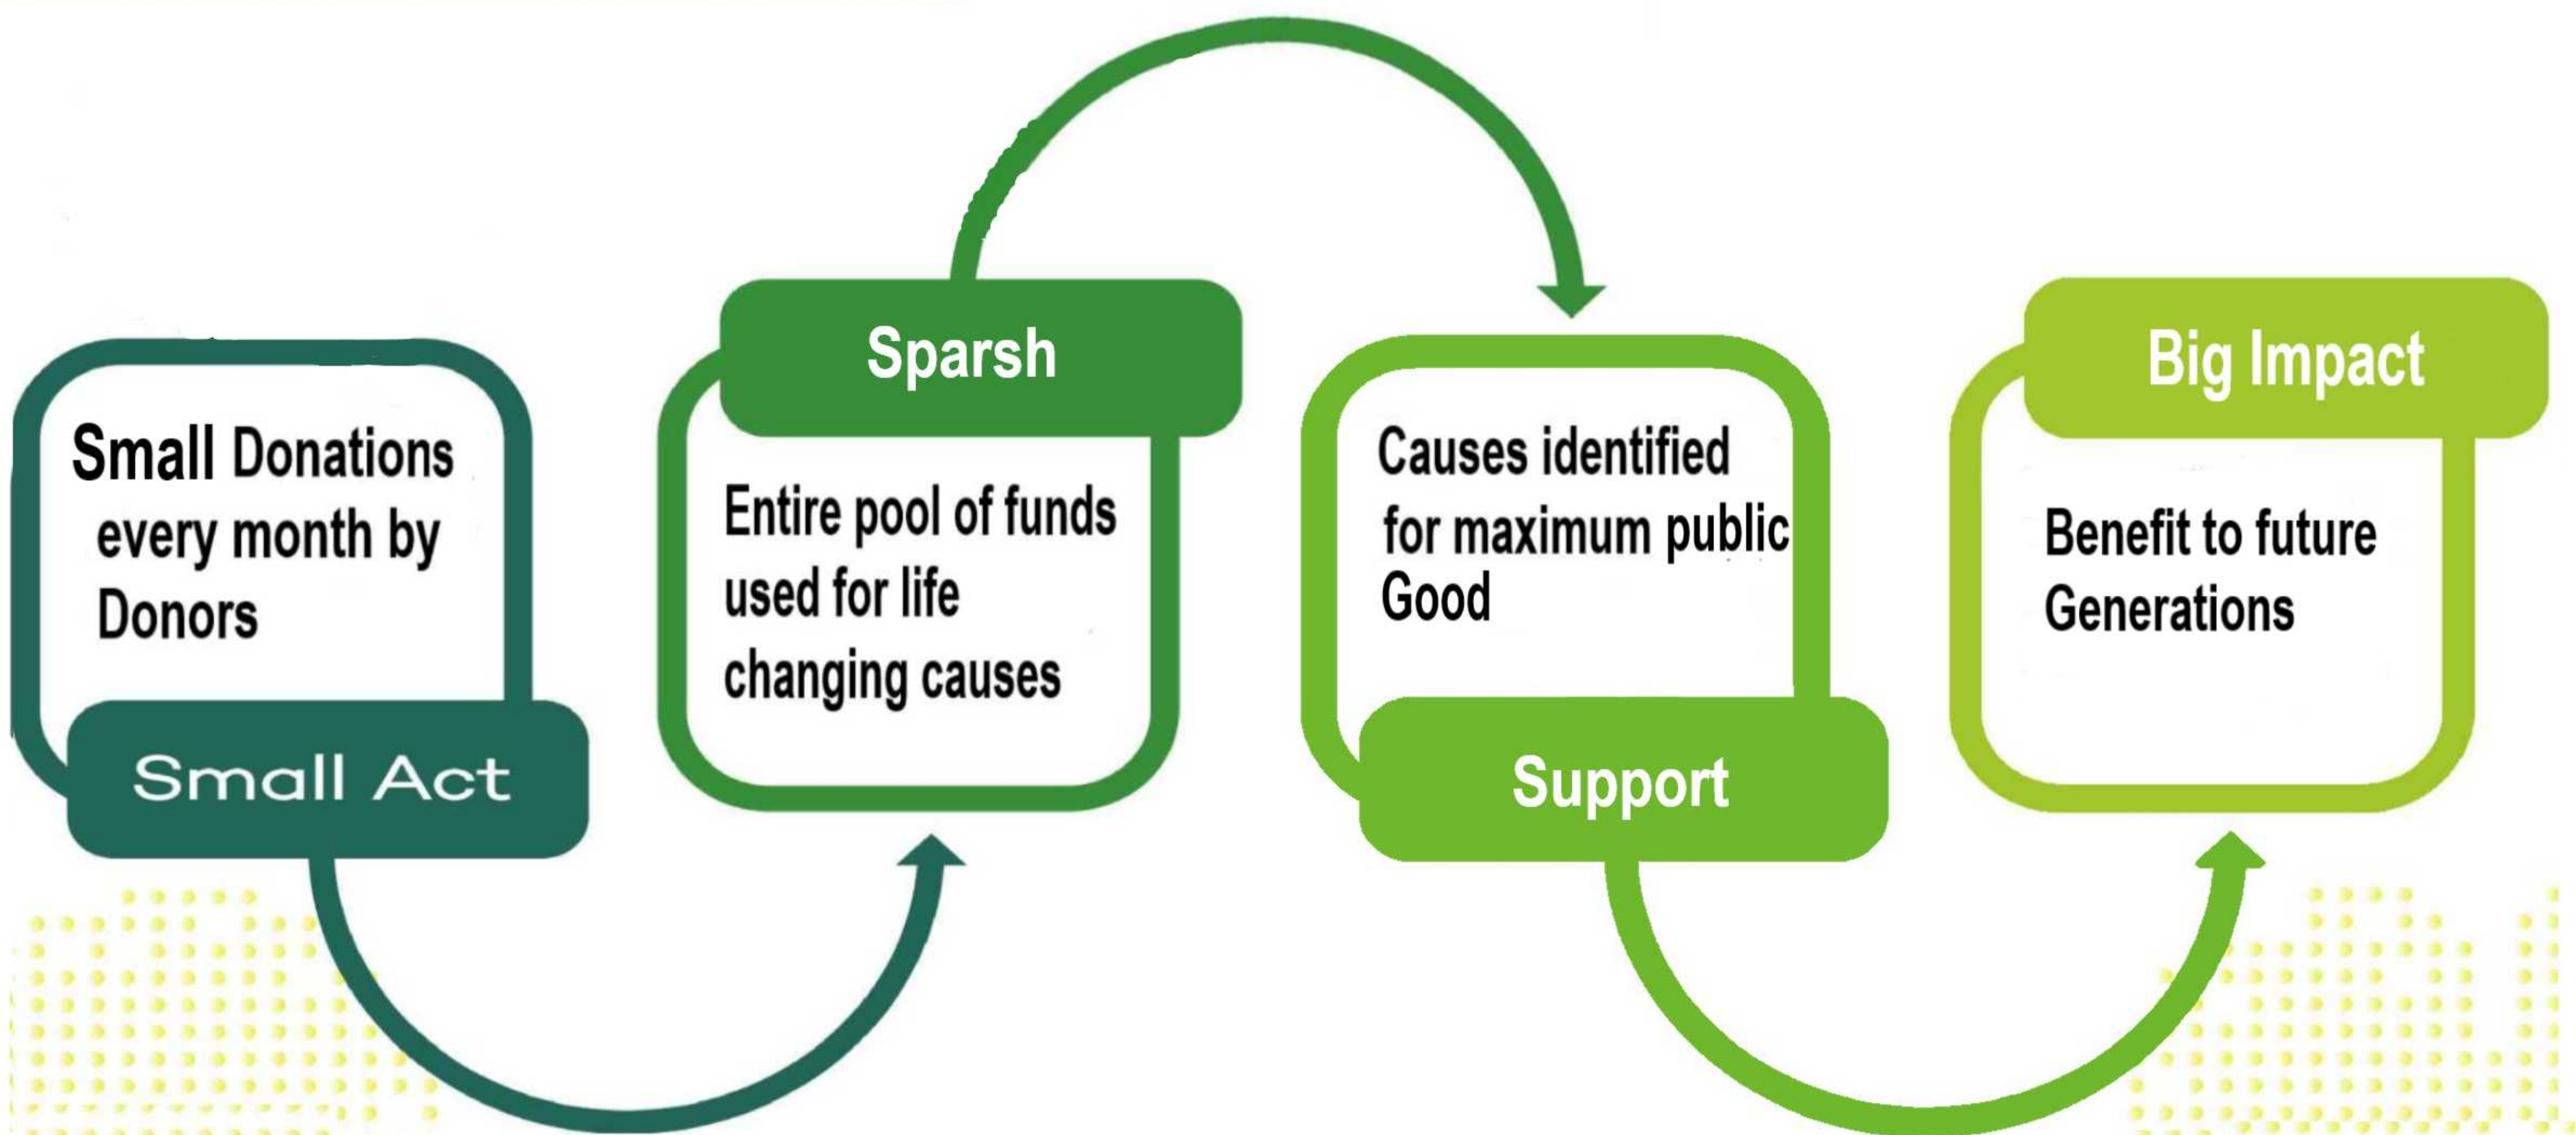 Small Donations
every month by
Donors
Small Act
Sparsh
Entire pool of funds
used for life
changing causes
Causes identified
for maximum public
Good
Support
Big Impact
Benefit to future
Generations